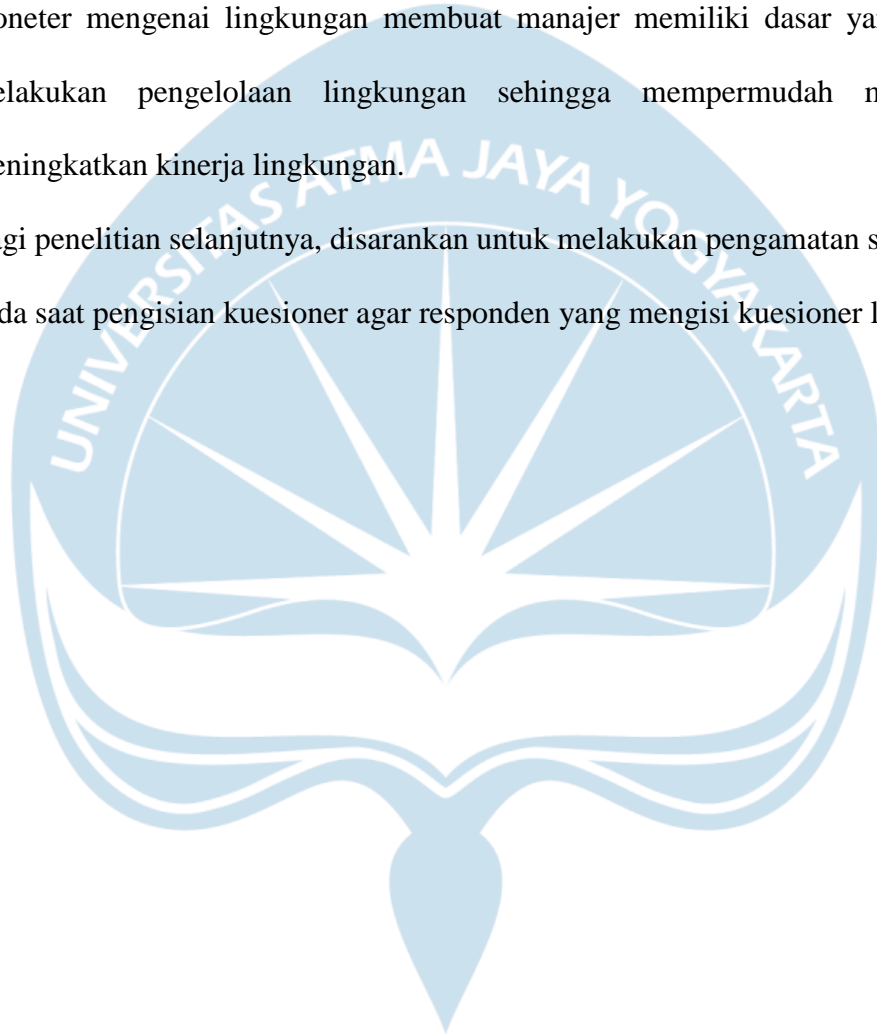 oneter mengenai lingkungan membuat manajer memiliki dasar ya
elakukan pengelolaan lingkungan sehingga mempermudah
eningkatkan kinerja lingkungan.
gi penelitian selanjutnya, disarankan untuk melakukan pengamatan s
da saat pengisian kuesioner agar responden yang mengisi kuesioner l
UNIVERSITAS ATMA JAYA YOGYAKARTA